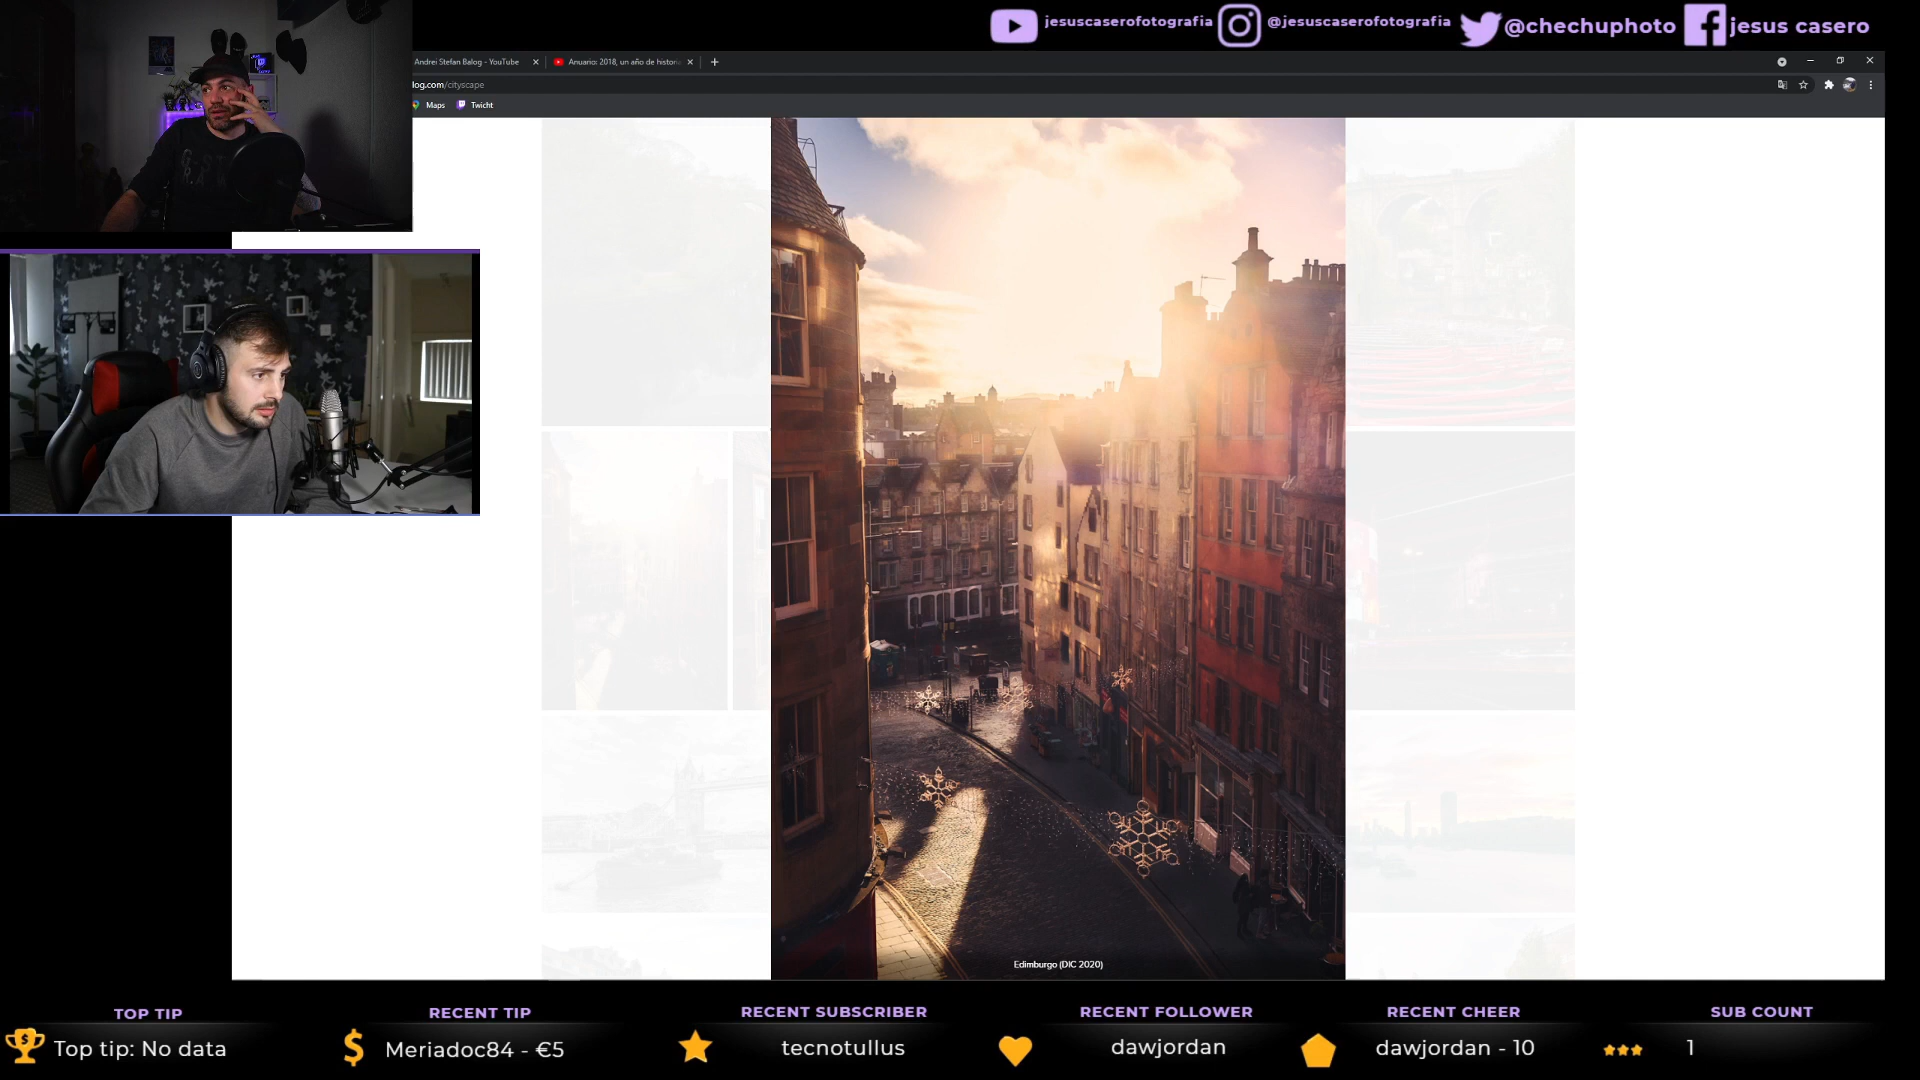 jesuscaserofotografia
@jesuscaserofotografia
@chechuphoto
jesus casero
Andrei Stefan Balog - YouTube
Anuario: 2018, un año de histori
log.com/cityscape
Maps
Twicht
Edimburgo (DIC 2020)
TOP TIP
Top tip: No data
RECENT TIP
Meriadoc84 - €5
RECENT SUBSCRIBER
tecnotullus
RECENT FOLLOWER
dawjordan
RECENT CHEER
dawjordan - 10
SUB COUNT
1